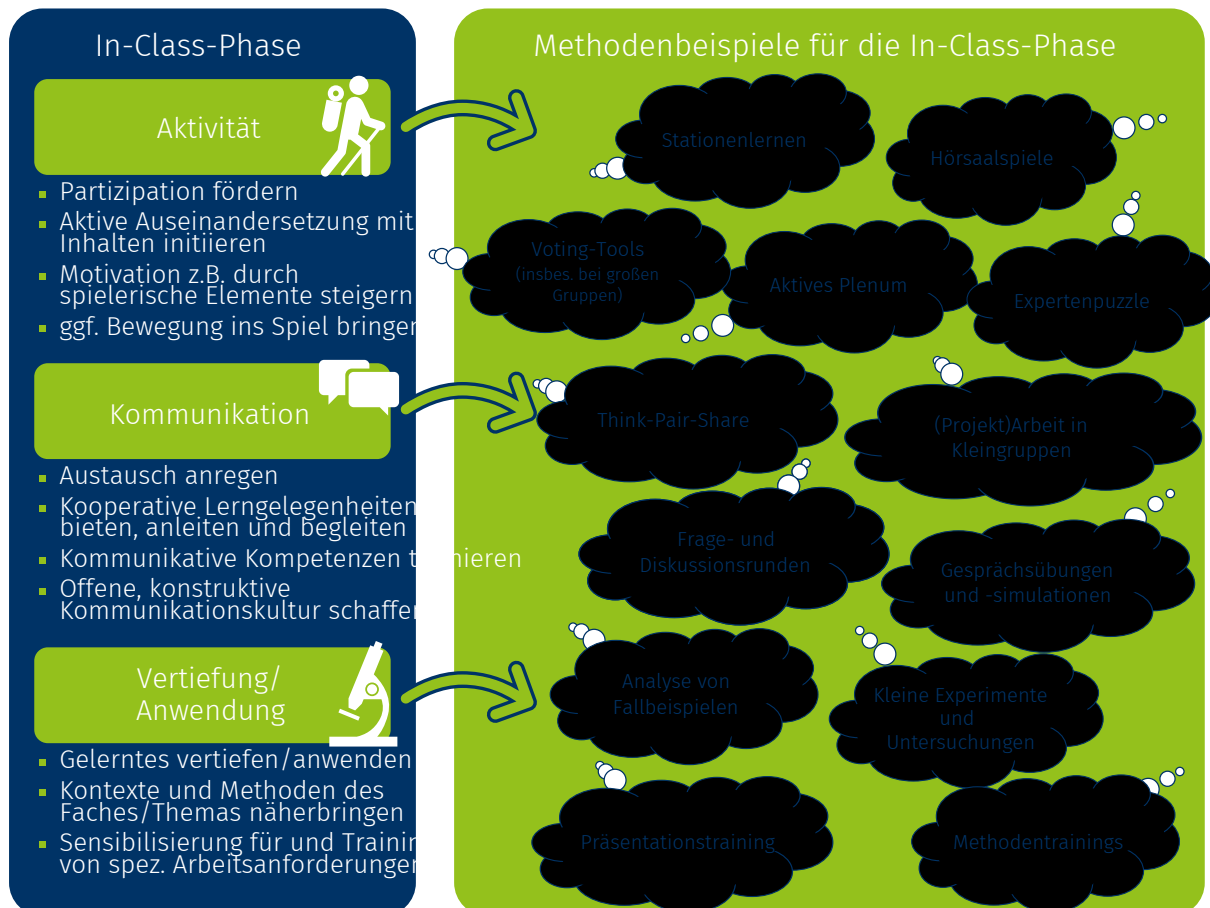 In-Class-Phase
Aktivität
Partizipation fördern
Aktive Auseinandersetzung mit
Inhalten initiieren
Motivation z.B. durch
spielerische Elemente steigern
ggf. Bewegung ins Spiel bringen
Kommunikation
Austausch anregen
Kooperative Lerngelegenheiten
bieten, anleiten und begleiten
Kommunikative Kompetenzen trainieren
Offene, konstruktive
Kommunikationskultur schaffen
Vertiefung/
Anwendung
Gelerntes vertiefen/anwenden
Kontexte und Methoden des
Faches/Themas näherbringen
Sensibilisierung für und Training
von spez. Arbeitsanforderungen
Methodenbeispiele für die In-Class-Phase
Stationenlernen
Hörsaalspiele
Voting-Tools
(insbes. bei großen
Gruppen)
Aktives Plenum
Expertenpuzzle
Think-Pair-Share
(Projekt)Arbeit in
Kleingruppen
Frage- und
Diskussionsrunden
Gesprächsübungen
und -simulationen
Analyse von
Fallbeispielen
Kleine Experimente
und
Untersuchungen
Präsentationstraining
Methodentrainings